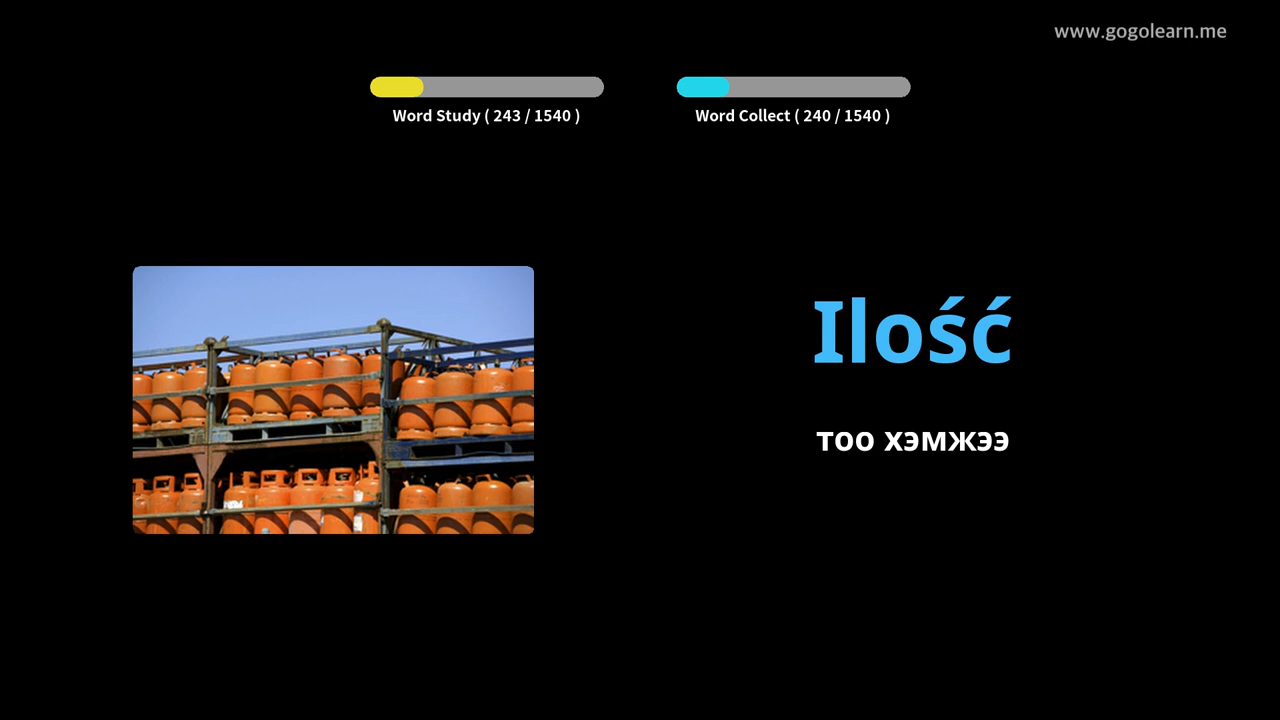 www.gogolearn.me
Word Study ( 243 / 1540 )
Word Collect ( 240 / 1540 )
Ilość
тоо хэмжээ